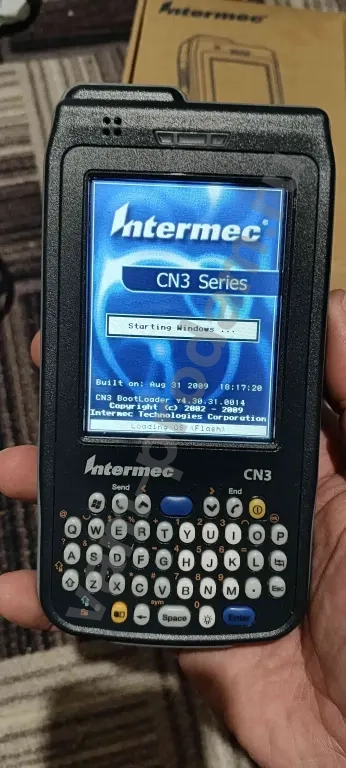 Intermec
Intermec®
CN3 Series
Starting Windows ...
Built on: Aug 31 2009 18:17:20
CN3 BootLoader v4.30.31.0014
Copyright (c) 2002 - 2009
Intermec Technologies Corporation
Loading OS (Flash)
Intermec CN3
Send End
Q W E R T Y U I O P
A S D F G H J K L
Z X C V B N M . Esc
sym
Space Enter